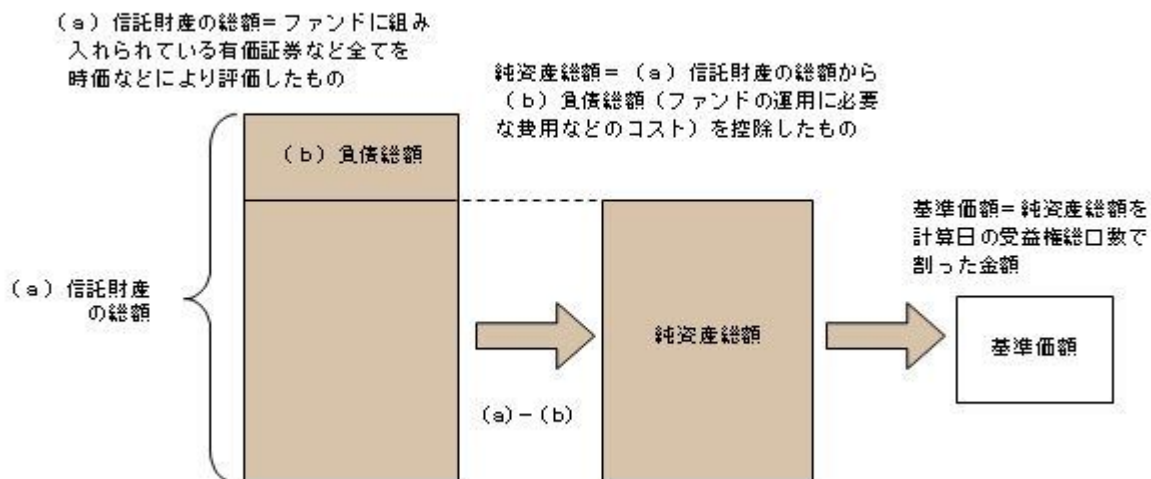 (a)信託財産の総額=ファンドに組み
入れられている有価証券など全てを
時価などにより評価したもの
純資産総額=(a)信託財産の総額から
(b)負債総額(ファンドの運用に必要
な費用などのコスト)を控除したもの
(b)負債総額
基準価額=純資産総額を
計算日の受益権総口数で
割った金額
(a)信託財産
の総額
純資産総額
基準価額
(a)-(b)